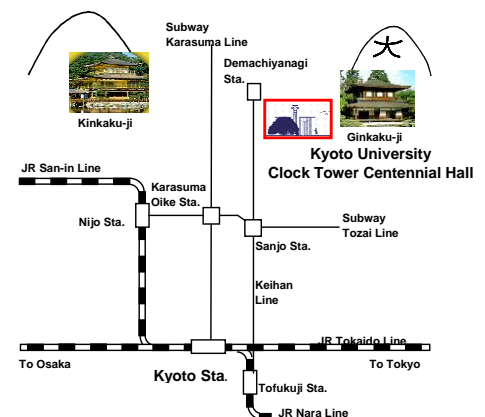 Subway
Karasuma Line
大
Demachiyanagi
Sta.
Kinkaku-ji
Ginkaku-ji
Kyoto University
Clock Tower Centennial Hall
JR San-in Line
Karasuma
Oike Sta.
Nijo Sta.
Subway
Tozai Line
Sanjo Sta.
Keihan
Line
JR Tokaido Line
To Osaka
To Tokyo
Kyoto Sta.
Tofukuji Sta.
JR Nara Line